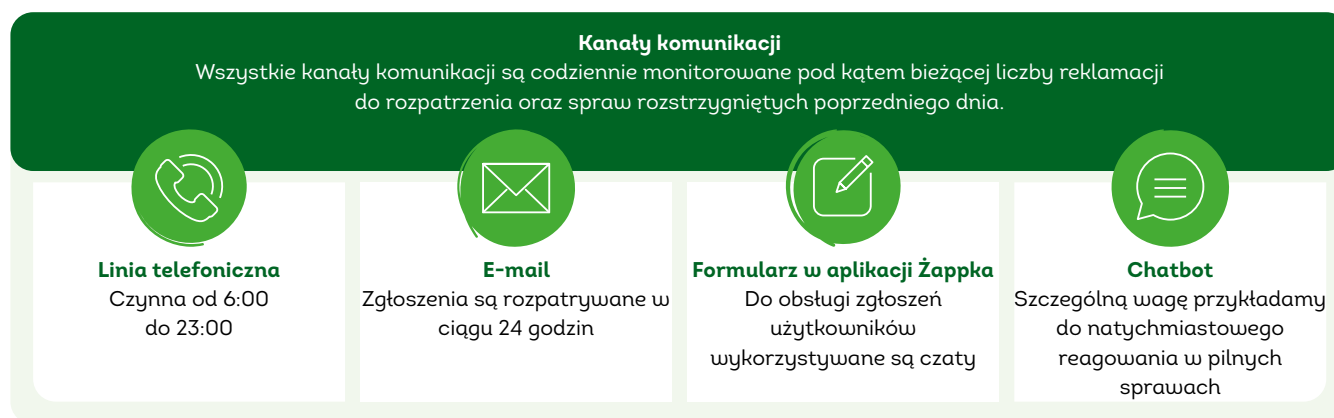 Kanały komunikacji
Wszystkie kanały komunikacji są codziennie monitorowane pod kątem bieżącej liczby reklamacji
do rozpatrzenia oraz spraw rozstrzygniętych poprzedniego dnia.
Linia telefoniczna
Czynna od 6:00
do 23:00
E-mail
Zgłoszenia są rozpatrywane w
ciągu 24 godzin
Formularz w aplikacji Żappka
Do obsługi zgłoszeń
użytkowników
wykorzystywane są czaty
Chatbot
Szczególną wagę przykładamy
do natychmiastowego
reagowania w pilnych
sprawach